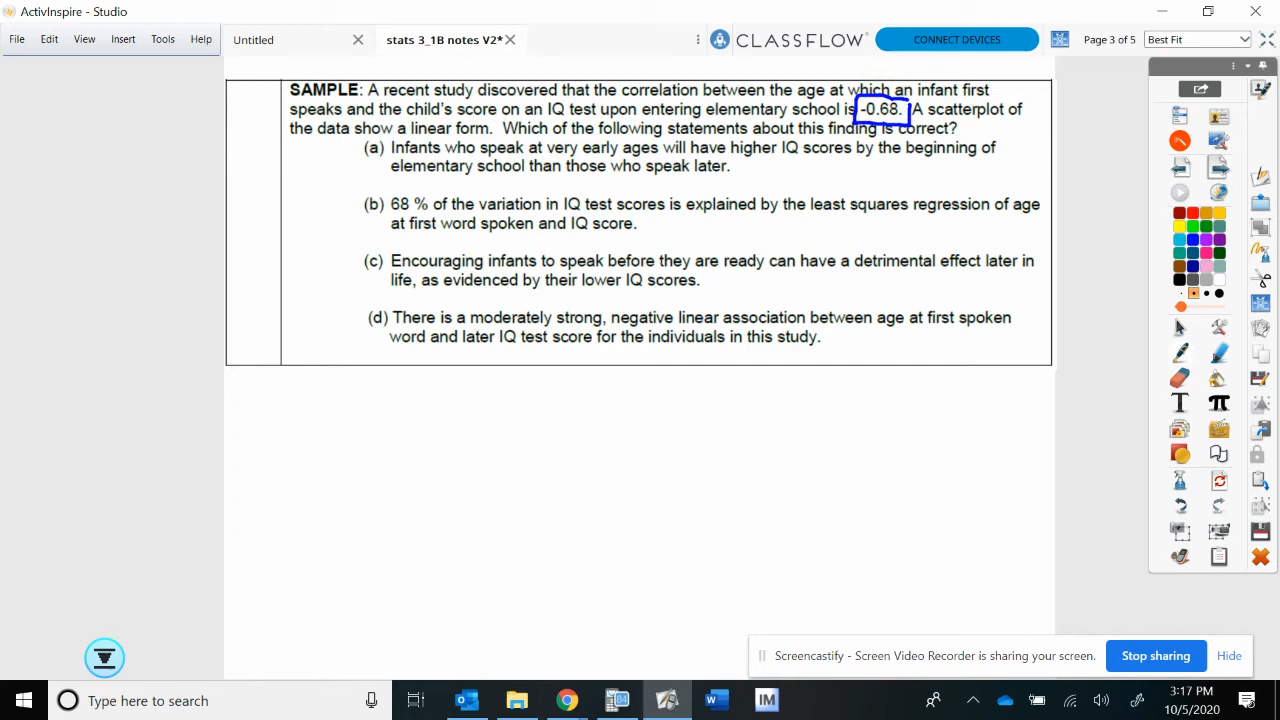 ActivInspire - Studio
File Edit View Insert Tools Help
Untitled
stats 3_1B notes V2*
CLASSFLOW
CONNECT DEVICES
Page 3 of 5
Best Fit
SAMPLE: A recent study discovered that the correlation between the age at which an infant first
speaks and the child's score on an IQ test upon entering elementary school is -0.68. A scatterplot of
the data show a linear form. Which of the following statements about this finding is correct?
(a) Infants who speak at very early ages will have higher IQ scores by the beginning of
elementary school than those who speak later.
(b) 68 % of the variation in IQ test scores is explained by the least squares regression of age
at first word spoken and IQ score.
(c) Encouraging infants to speak before they are ready can have a detrimental effect later in
life, as evidenced by their lower IQ scores.
(d) There is a moderately strong, negative linear association between age at first spoken
word and later IQ test score for the individuals in this study.
T π
Screencastify - Screen Video Recorder is sharing your screen.
Stop sharing
Hide
Type here to search
IM
3:17 PM
10/5/2020